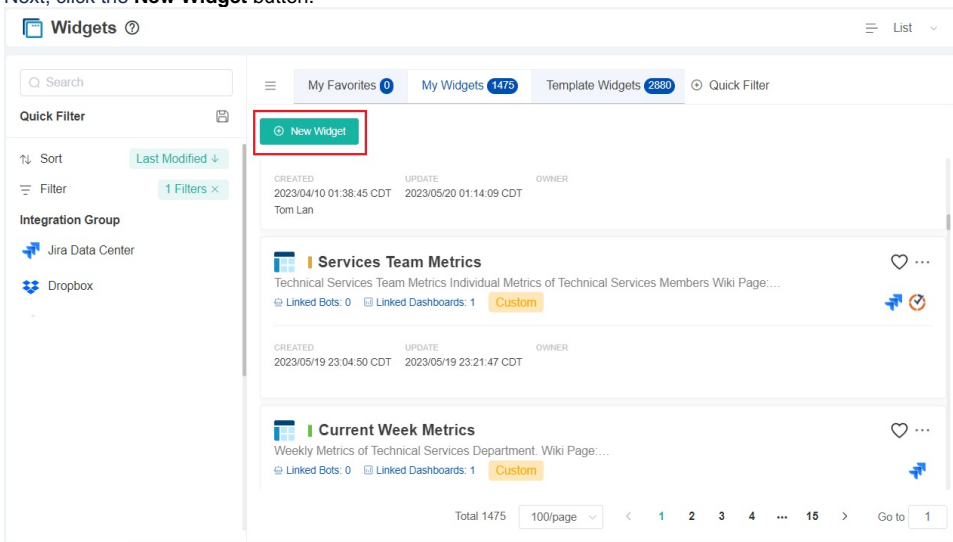 Next, click the New Widget button.
Widgets
List
Search
My Favorites 0
My Widgets 1475
Template Widgets 2880
Quick Filter
Quick Filter
New Widget
Sort
Last Modified ↓
Filter
1 Filters ×
Integration Group
Jira Data Center
Dropbox
CREATED
UPDATE
OWNER
2023/04/10 01:38:45 CDT
2023/05/20 01:14:09 CDT
Tom Lan
Services Team Metrics
Technical Services Team Metrics Individual Metrics of Technical Services Members Wiki Page:...
Linked Bots: 0
Linked Dashboards: 1
Custom
CREATED
UPDATE
OWNER
2023/05/19 23:04:50 CDT
2023/05/19 23:21:47 CDT
Current Week Metrics
Weekly Metrics of Technical Services Department. Wiki Page:...
Linked Bots: 0
Linked Dashboards: 1
Custom
Total 1475
100/page
< 1 2 3 4 ... 15 >
Go to 1